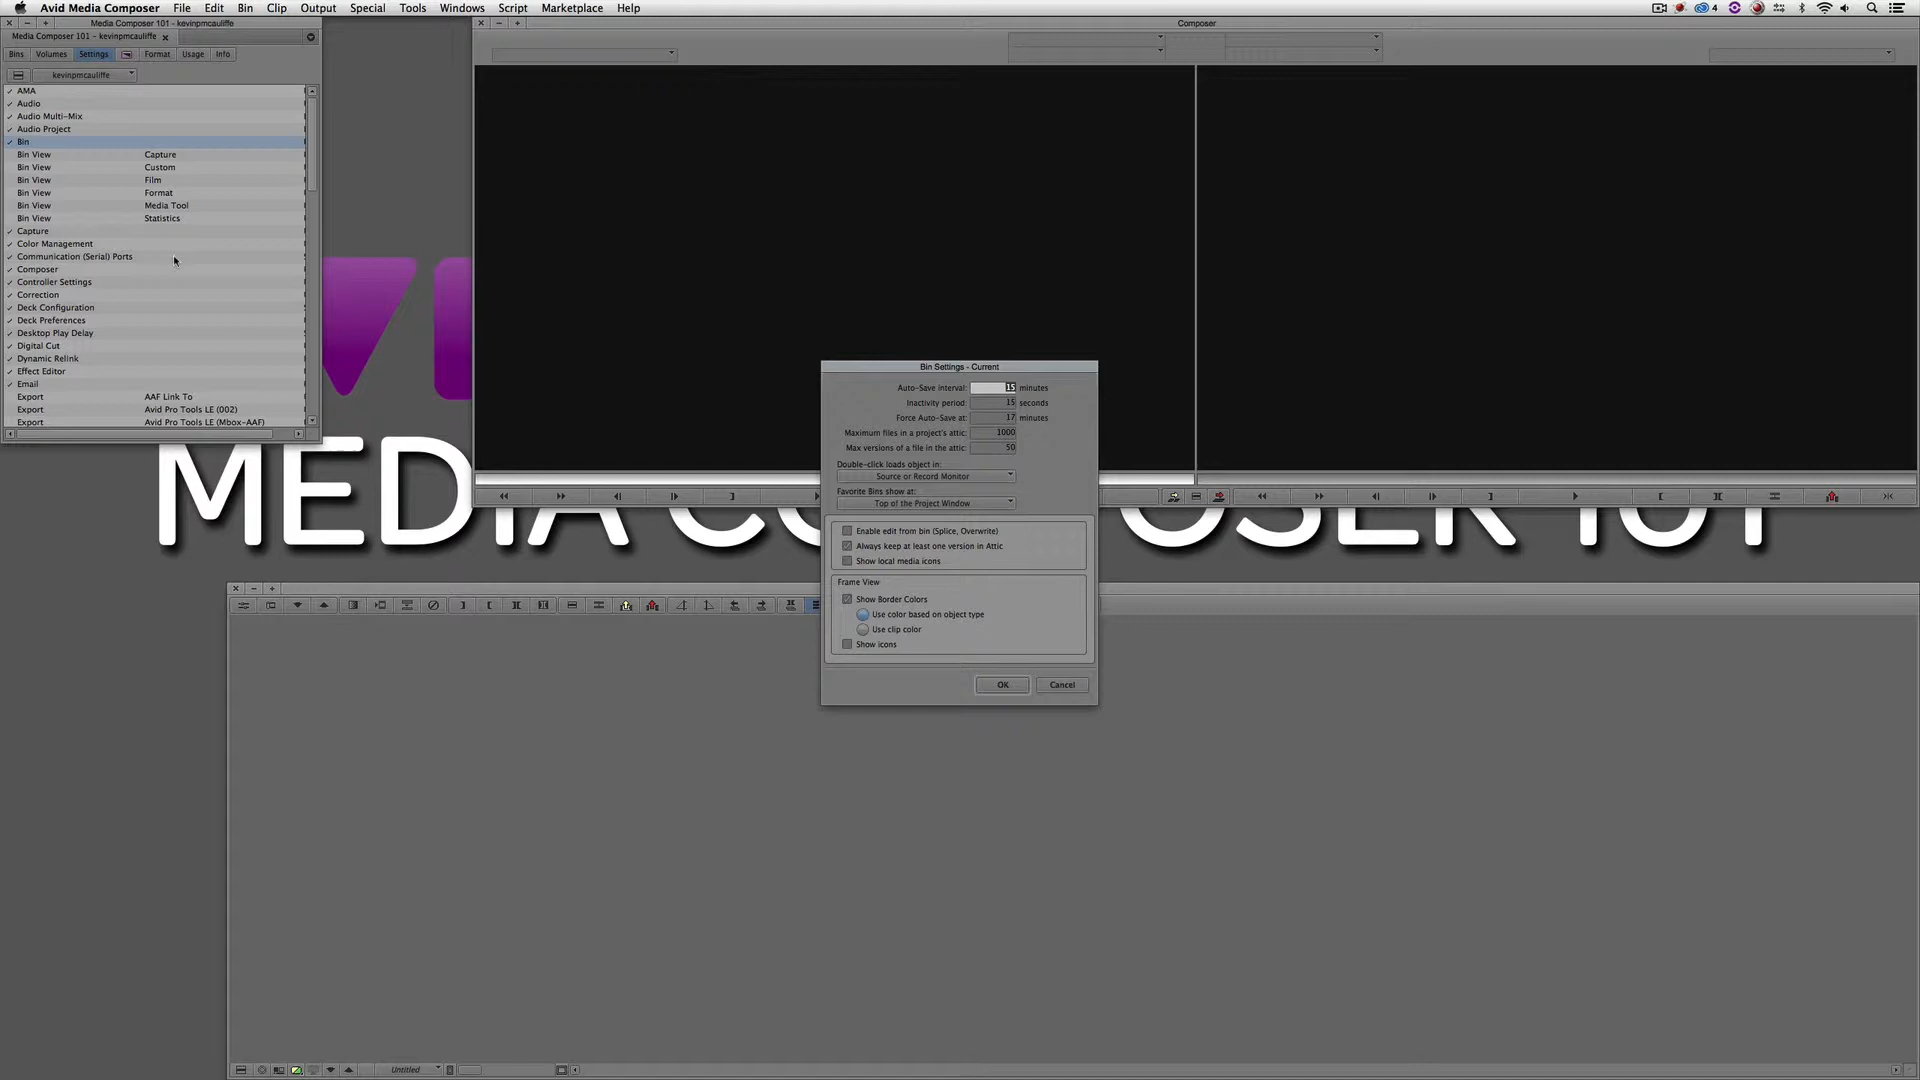 Avid Media Composer File Edit Bin Clip Output Special Tools Windows Script Marketplace Help
4
Media Composer 101 - kevinpmcauliffe
Composer
Media Composer 101 - kevinpmcauliffe
Bins Volumes Settings Format Usage Info
kevinpmcauliffe
AMA
Audio
Audio Multi-Mix
Audio Project
Bin
Bin View Capture
Bin View Custom
Bin View Film
Bin View Format
Bin View Media Tool
Bin View Statistics
Capture
Color Management
Communication (Serial) Ports
Composer
Controller Settings
Correction
Deck Configuration
Deck Preferences
Desktop Play Delay
Digital Cut
Dynamic Relink
Effect Editor
Email
Export AAF Link To
Export Avid Pro Tools LE (002)
Export Avid Pro Tools LE (Mbox-AAF)
Bin Settings - Current
Auto-Save interval: 15 minutes
Inactivity period: 15 seconds
Force Auto-Save at: 17 minutes
Maximum files in a project's attic: 1000
Max versions of a file in the attic: 50
Double-click loads object in:
Source or Record Monitor
Favorite Bins show at:
Top of the Project Window
Enable edit from bin (Splice, Overwrite)
Always keep at least one version in Attic
Show local media icons
Frame View
Show Border Colors
Use color based on object type
Use clip color
Show icons
OK Cancel
MEDIA COMPOSER 101
Untitled